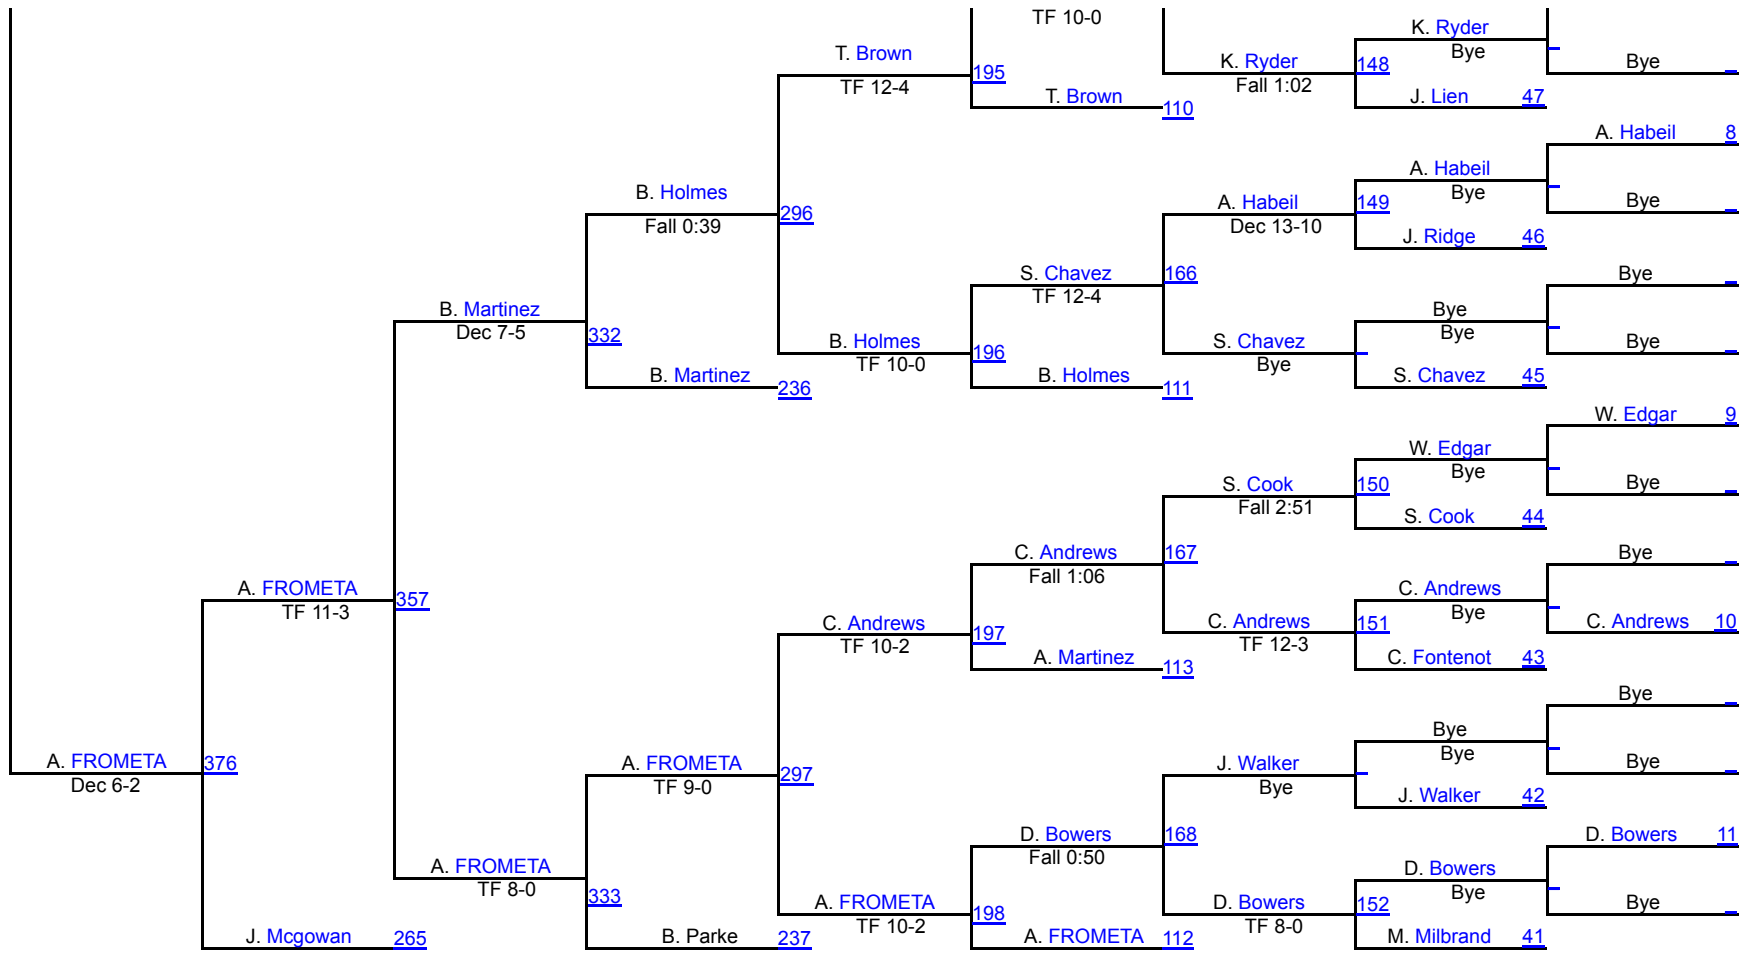 TF 10-0
K. Ryder
T. Brown
Bye
K. Ryder
Bye
195
148
TF 12-4
Fall 1:02
T. Brown
J. Lien 47
110
A. Habeil 8
A. Habeil
B. Holmes
Bye
A. Habeil
149
Bye
296
Fall 0:39
Dec 13-10
J. Ridge 46
S. Chavez
166
Bye
TF 12-4
B. Martinez
Bye
Dec 7-5
332
Bye
B. Holmes
196
S. Chavez
Bye
TF 10-0
Bye
B. Martinez
236
B. Holmes
111
S. Chavez 45
W. Edgar 9
W. Edgar
Bye
S. Cook
150
Bye
Fall 2:51
S. Cook 44
C. Andrews
167
Bye
Fall 1:06
A. FROMETA
357
C. Andrews
TF 11-3
Bye
C. Andrews
197
C. Andrews
151
C. Andrews 10
TF 10-2
TF 12-3
A. Martinez
113
C. Fontenot 43
Bye
Bye
Bye
A. FROMETA
376
A. FROMETA
297
J. Walker
Bye
Dec 6-2
TF 9-0
Bye
J. Walker 42
D. Bowers
168
D. Bowers 11
Fall 0:50
A. FROMETA
D. Bowers
TF 8-0
333
Bye
A. FROMETA
198
D. Bowers
152
Bye
TF 10-2
TF 8-0
J. Mcgowan 265
B. Parke 237
A. FROMETA 112
M. Milbrand 41